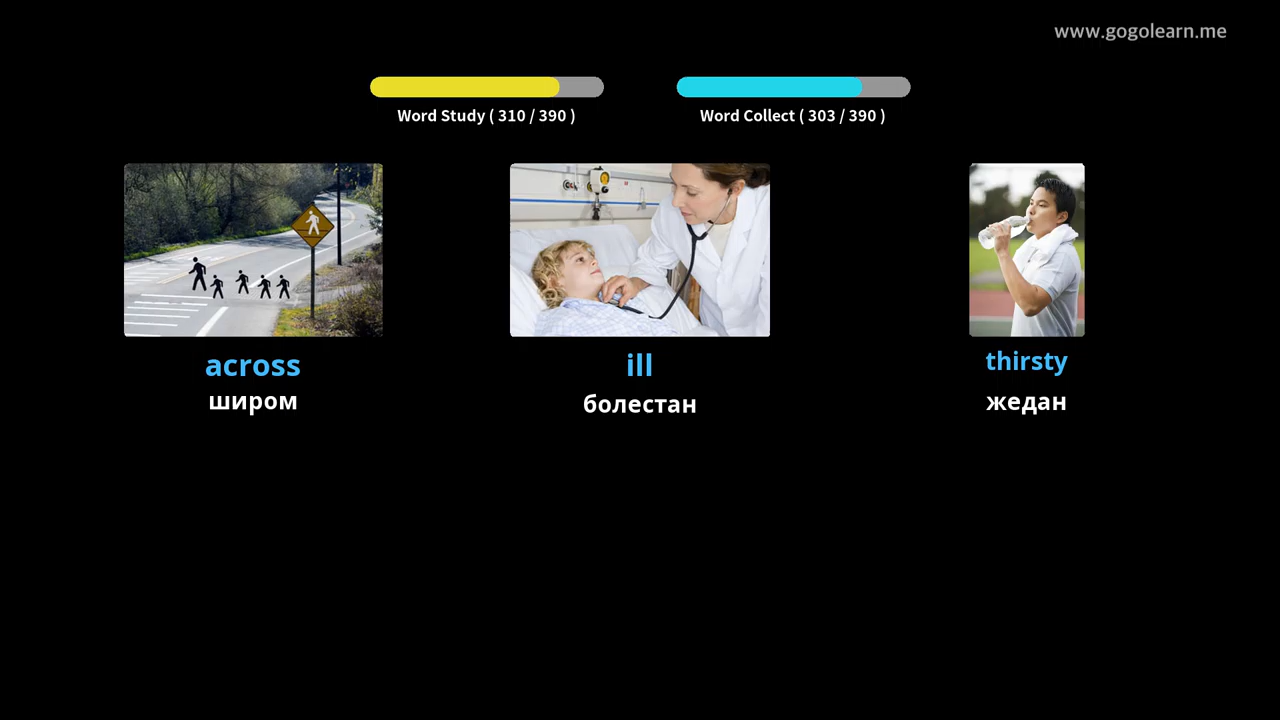 www.gogolearn.me
Word Study ( 310 / 390 )
Word Collect ( 303 / 390 )
across
ill
thirsty
широм
болестан
жедан